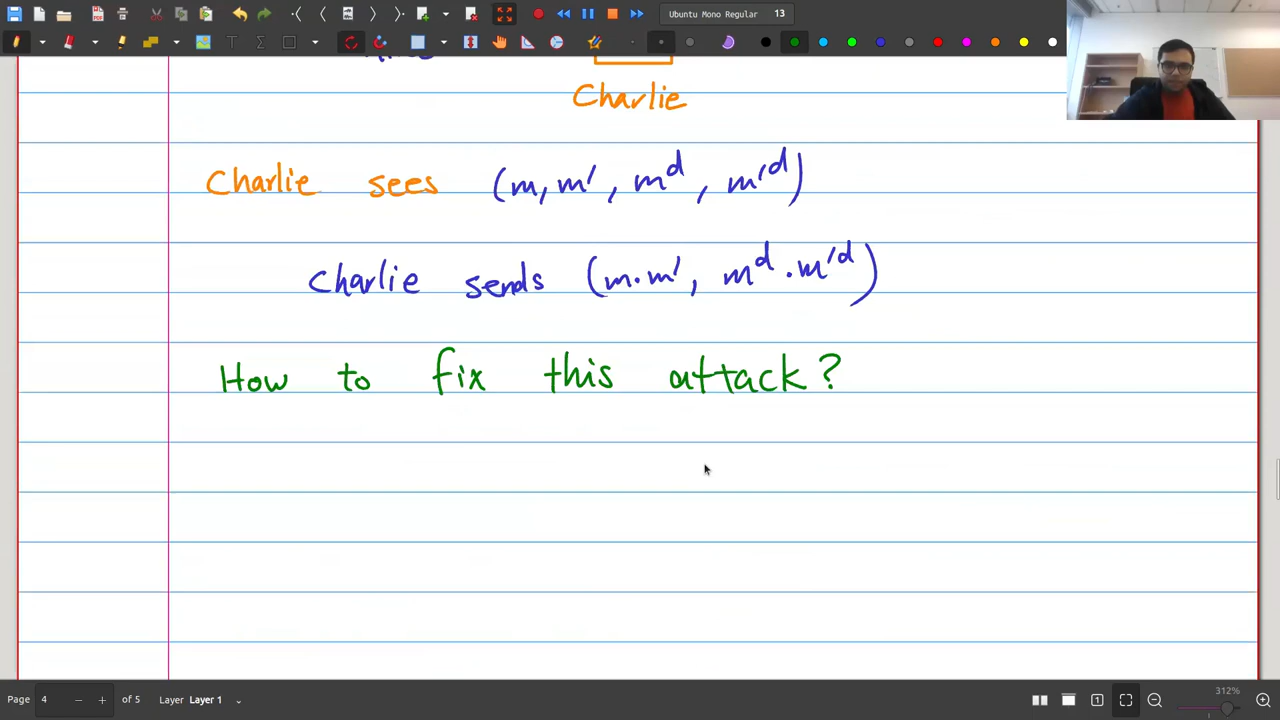 Ubuntu Mono Regular 13
Charlie
Charlie sees (m, m', m^d, m'^d)
Charlie sends (m.m', m^d.m'^d)
How to fix this attack?
Page 4 of 5 Layer Layer 1
312%